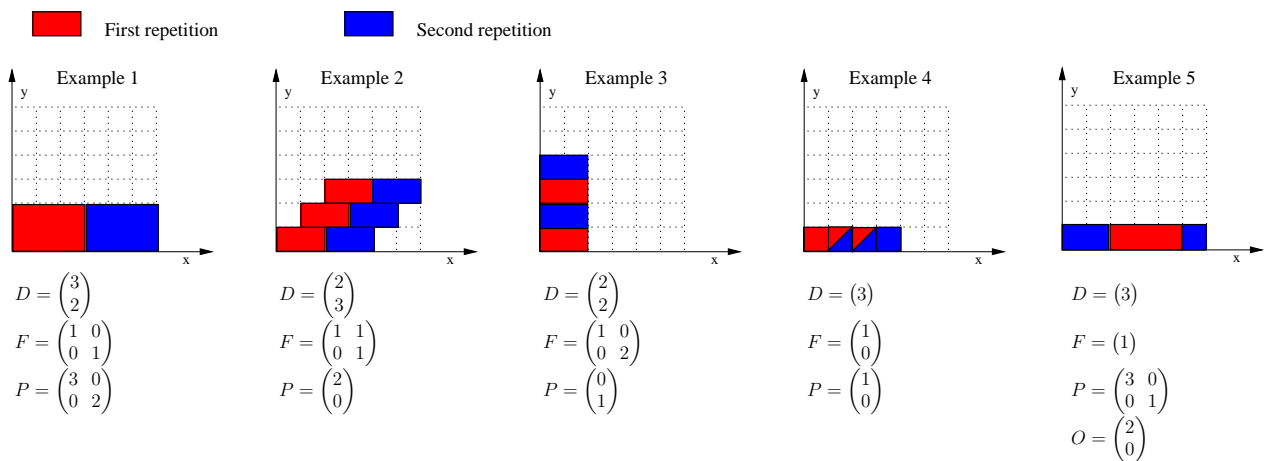 First repetition Second repetition
Example 1 Example 2 Example 3 Example 4 Example 5
y y y y y
x x x x x
D = (3 2) D = (2 3) D = (2 2) D = (3) D = (3)
F = (1 0 0 1) F = (1 1 0 1) F = (1 0 0 2) F = (1 0) F = (1)
P = (3 0 0 2) P = (2 0) P = (0 1) P = (1 0) P = (3 0 0 1)
O = (2 0)